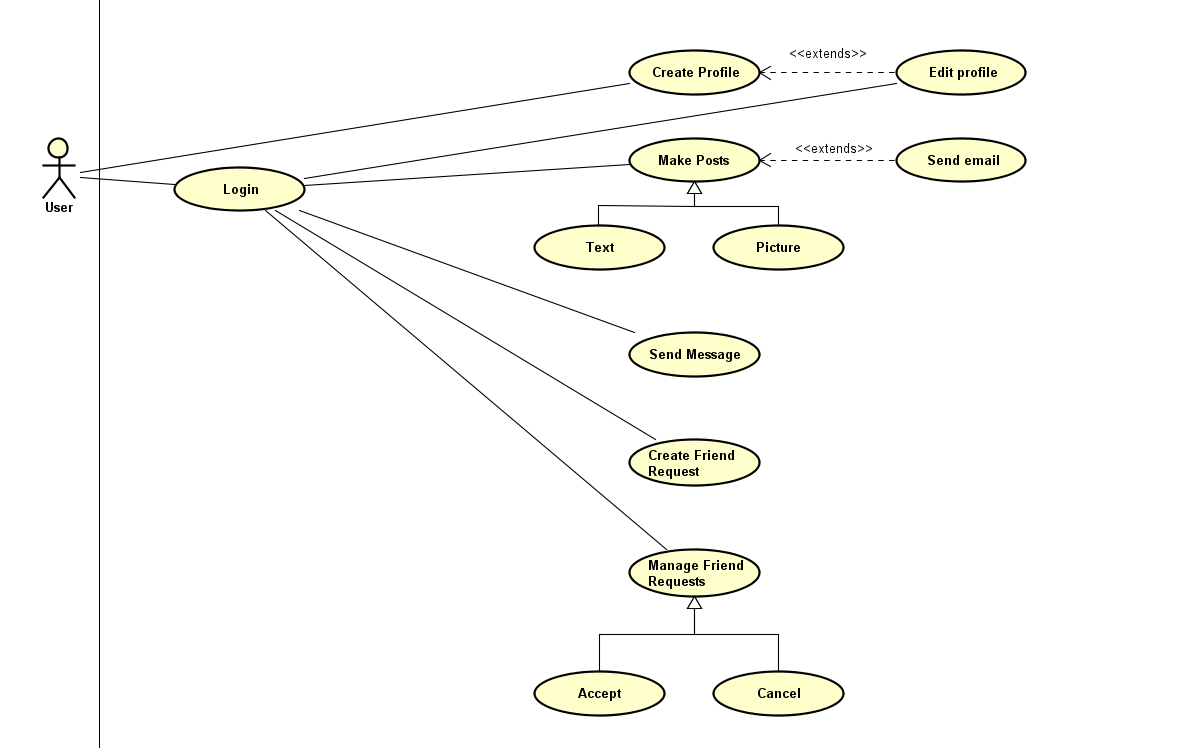 <<extends>>
Create Profile
Edit profile
<<extends>>
Make Posts
Send email
User
Login
Text
Picture
Send Message
Create Friend
Request
Manage Friend
Requests
Accept
Cancel